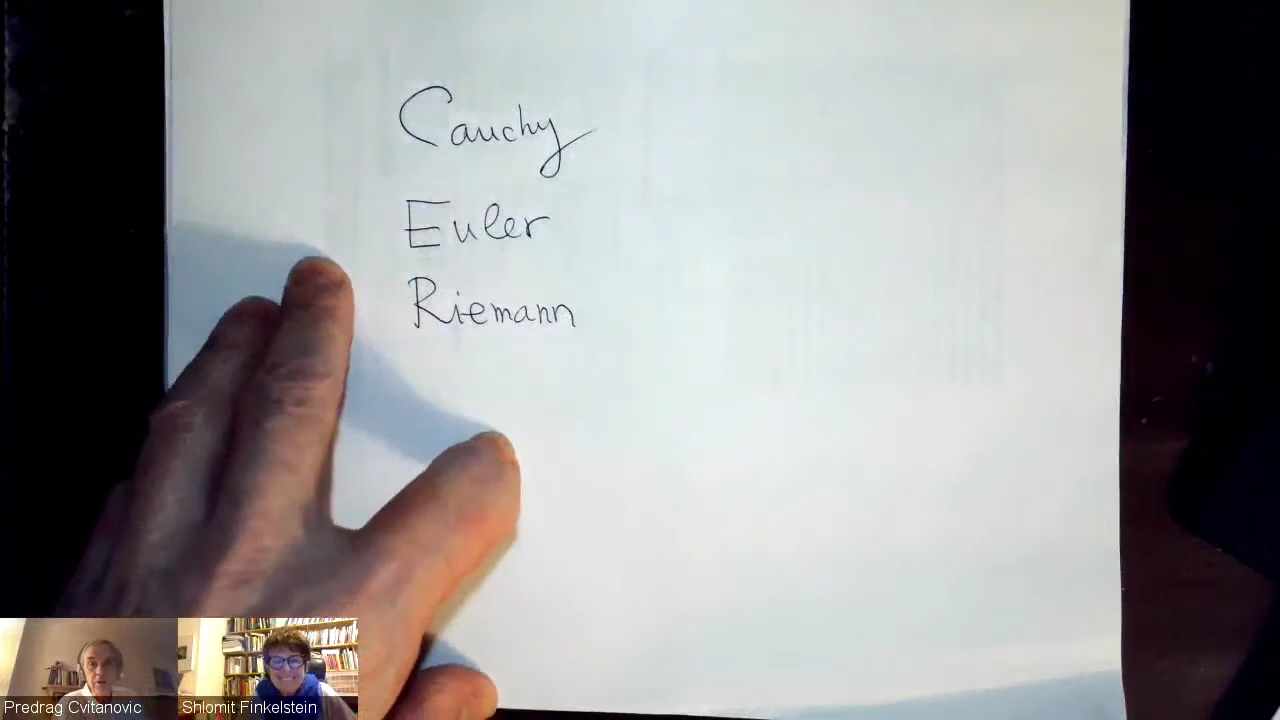 Cauchy
Euler
Riemann
Predrag Cvitanovic
Shlomit Finkelstein